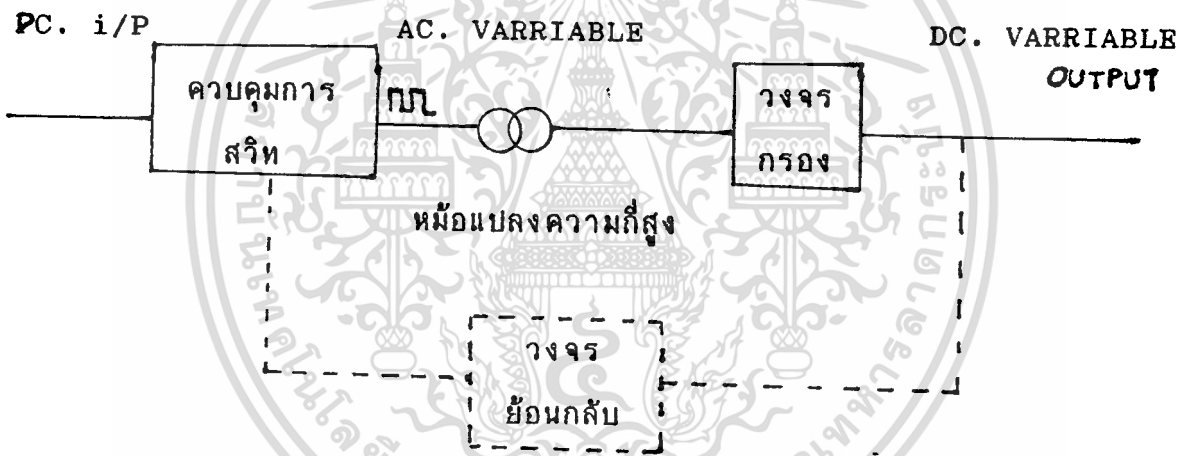 PC. i/P
AC. VARRIABLE
DC. VARRIABLE
OUTPUT
ควบคุมการ
สวิท
วงจร
กรอง
หม้อแปลงความถี่สูง
วงจร
ย้อนกลับ